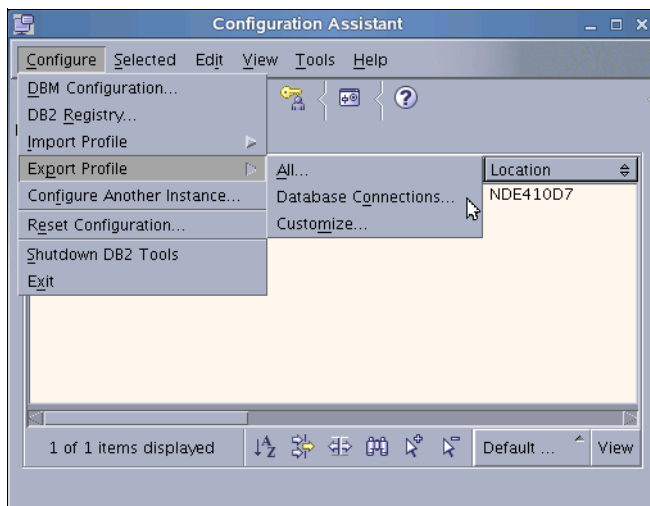 Configuration Assistant
Configure Selected Edit View Tools Help
DBM Configuration...
DB2 Registry...
Import Profile
Export Profile
Configure Another Instance...
Reset Configuration...
Shutdown DB2 Tools
Exit
All...
Database Connections...
Customize...
Location
NDE410D7
1 of 1 items displayed
Default ...
View